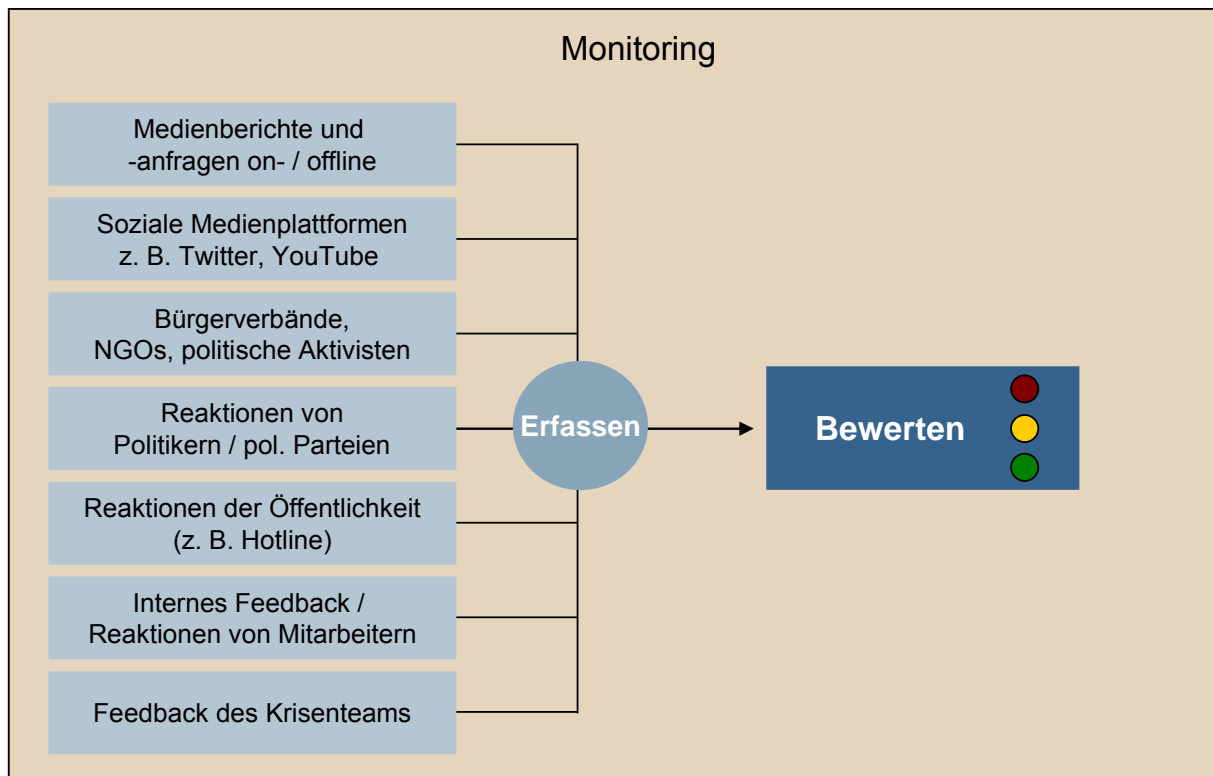 Monitoring
Medienberichte und
-anfragen on- / offline
Soziale Medienplattformen
z. B. Twitter, YouTube
Bürgerverbände,
NGOs, politische Aktivisten
Reaktionen von
Politikern / pol. Parteien
Reaktionen der Öffentlichkeit
(z. B. Hotline)
Internes Feedback /
Reaktionen von Mitarbeitern
Feedback des Krisenteams
Erfassen
Bewerten